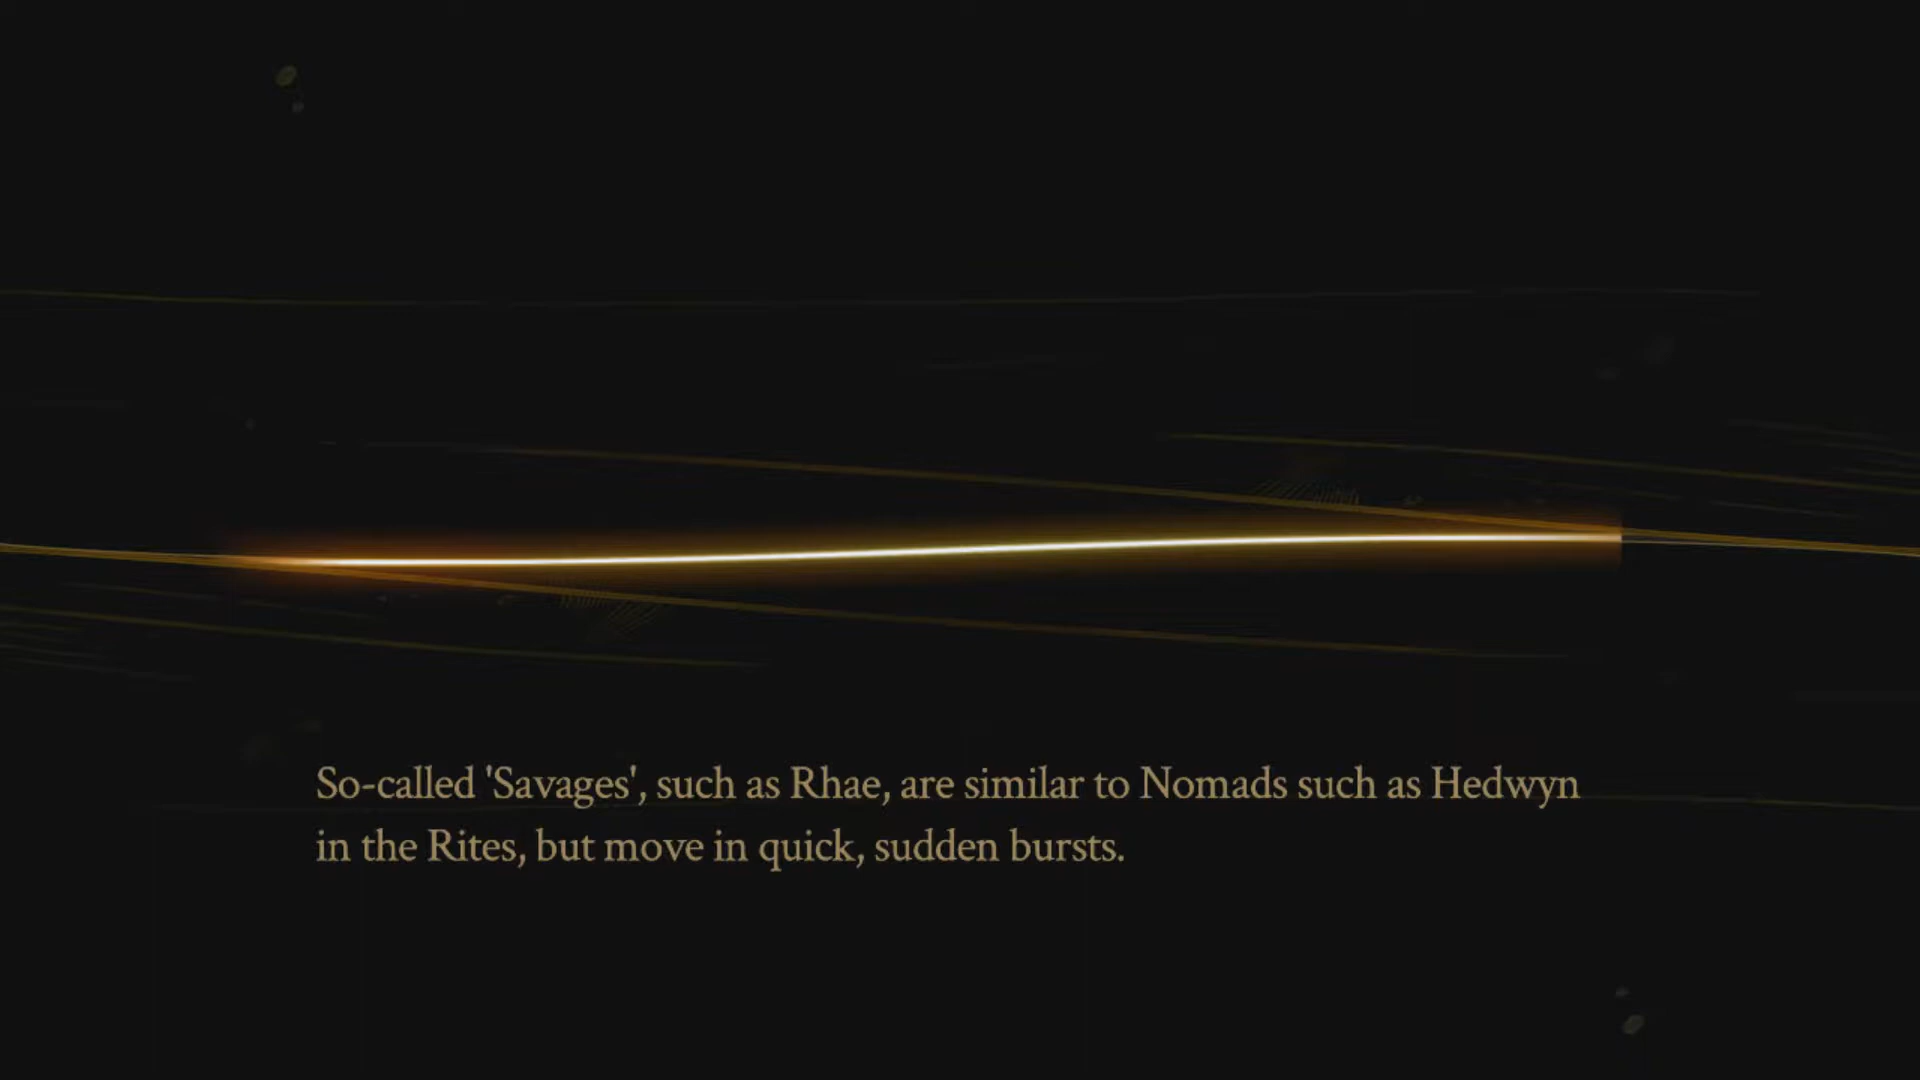 So-called 'Savages', such as Rhae, are similar to Nomads such as Hedwyn
in the Rites, but move in quick, sudden bursts.